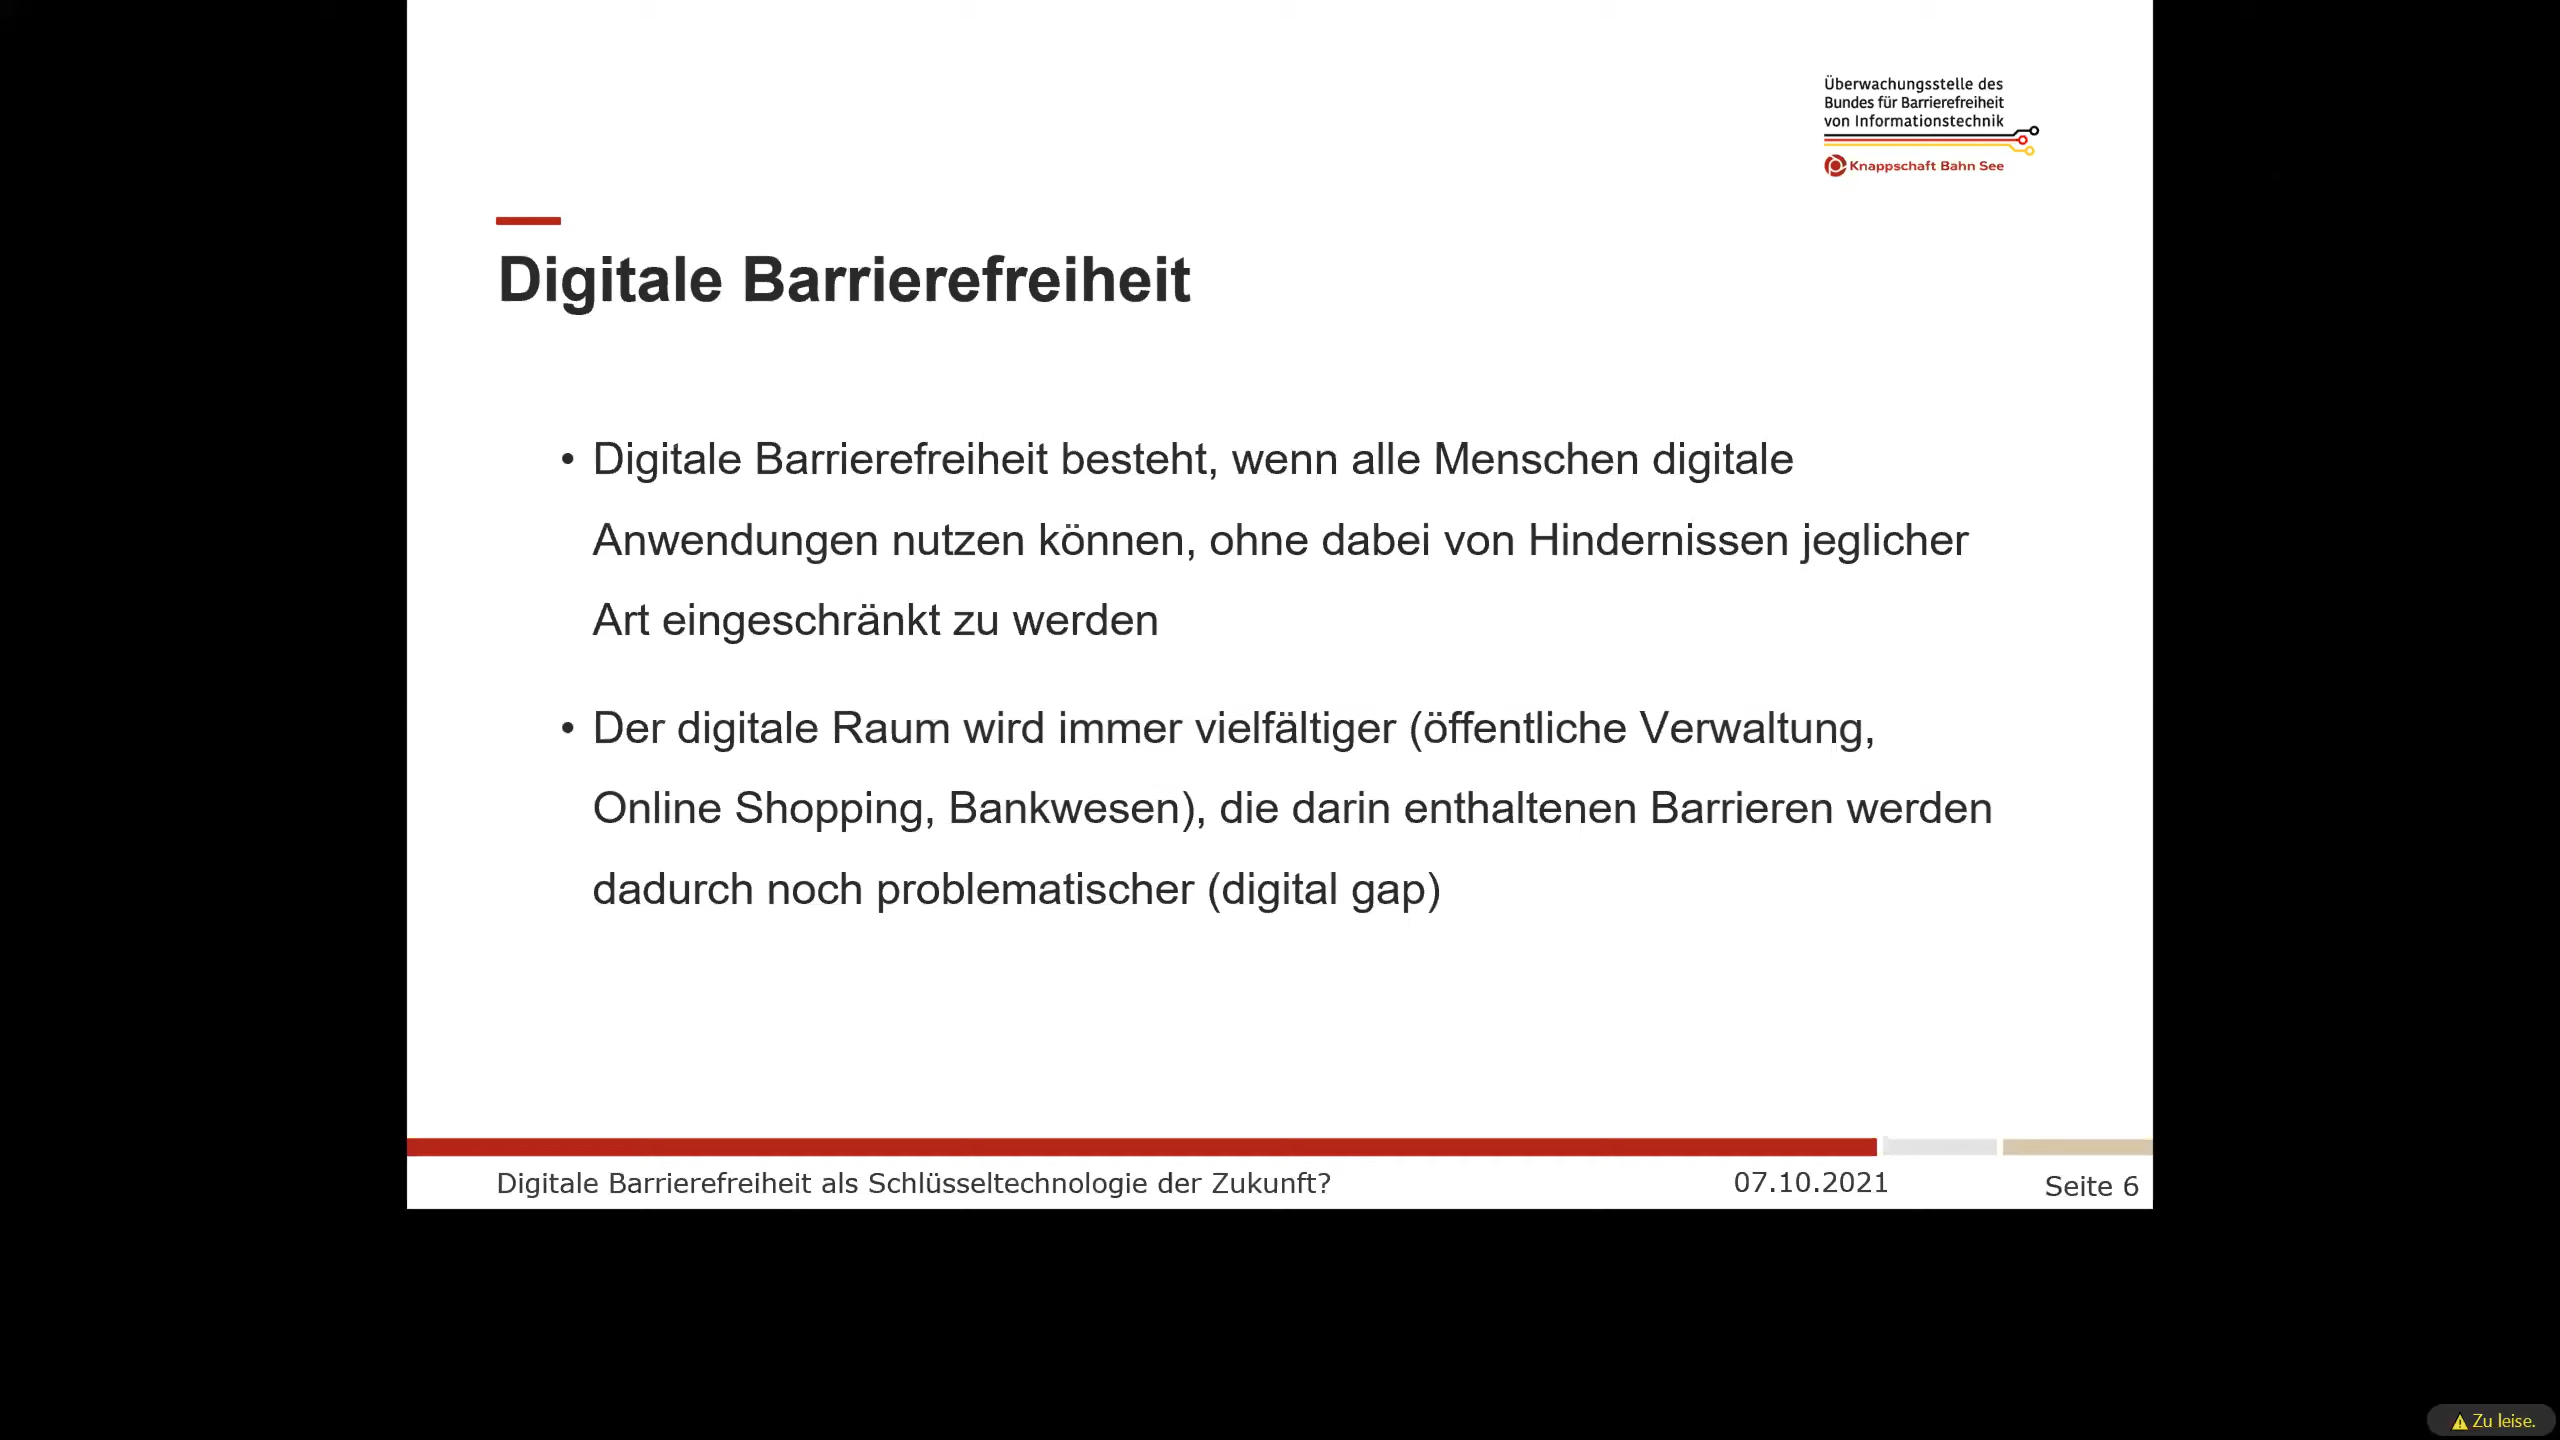 Überwachungsstelle des
Bundes für Barrierefreiheit
von Informationstechnik
Knappschaft Bahn See
Digitale Barrierefreiheit
• Digitale Barrierefreiheit besteht, wenn alle Menschen digitale
Anwendungen nutzen können, ohne dabei von Hindernissen jeglicher
Art eingeschränkt zu werden
• Der digitale Raum wird immer vielfältiger (öffentliche Verwaltung,
Online Shopping, Bankwesen), die darin enthaltenen Barrieren werden
dadurch noch problematischer (digital gap)
Digitale Barrierefreiheit als Schlüsseltechnologie der Zukunft?
07.10.2021
Seite 6
Zu leise.